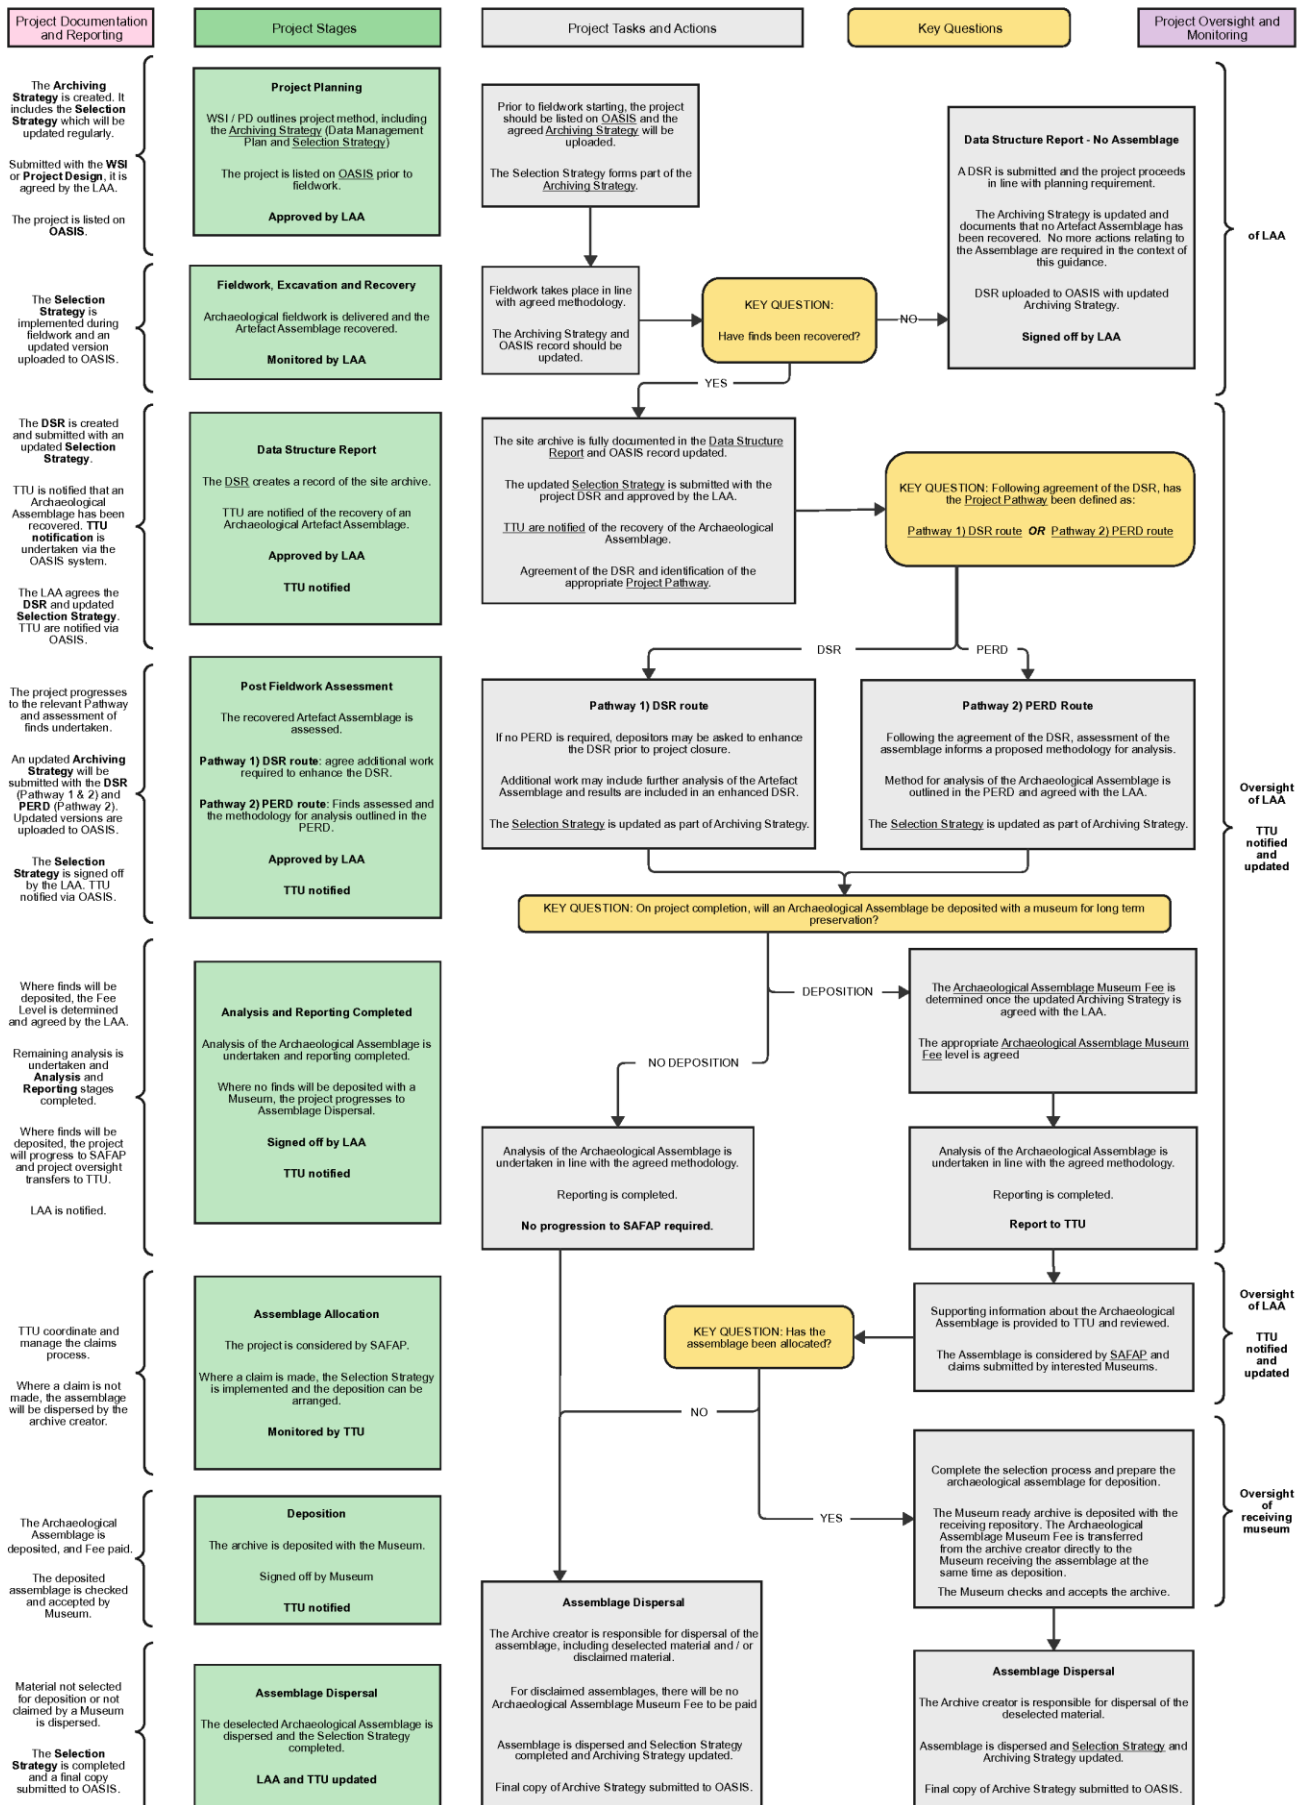 Project Documentation
and Reporting
Project Stages
Project Tasks and Actions
Key Questions
Project Oversight and
Monitoring
The Archiving
Strategy is created. It
includes the Selection
Strategy which will be
updated regularly.
Submitted with the WSI
or Project Design, it is
agreed by the LAA.
The project is listed on
OASIS.
Project Planning
WSI / PD outlines project method, including
the Archiving Strategy (Data Management
Plan and Selection Strategy)
The project is listed on OASIS prior to
fieldwork.
Approved by LAA
Prior to fieldwork starting, the project
should be listed on OASIS and the
agreed Archiving Strategy will be
uploaded.
The Selection Strategy forms part of the
Archiving Strategy.
Data Structure Report - No Assemblage
A DSR is submitted and the project proceeds
in line with planning requirement.
The Archiving Strategy is updated and
documents that no Artefact Assemblage has
been recovered. No more actions relating to
the Assemblage are required in the context of
this guidance.
DSR uploaded to OASIS with updated
Archiving Strategy.
Signed off by LAA
of LAA
The Selection
Strategy is
implemented during
fieldwork and an
updated version
uploaded to OASIS.
Fieldwork, Excavation and Recovery
Archaeological fieldwork is delivered and the
Artefact Assemblage recovered.
Monitored by LAA
Fieldwork takes place in line
with agreed methodology.
The Archiving Strategy and
OASIS record should be
updated.
KEY QUESTION:
Have finds been recovered?
NO
YES
The DSR is created
and submitted with an
updated Selection
Strategy.
TTU is notified that an
Archaeological
Assemblage has been
recovered. TTU
notification is
undertaken via the
OASIS system.
The LAA agrees the
DSR and updated
Selection Strategy.
TTU are notified via
OASIS.
Data Structure Report
The DSR creates a record of the site archive.
TTU are notified of the recovery of an
Archaeological Artefact Assemblage.
Approved by LAA
TTU notified
The site archive is fully documented in the Data Structure
Report and OASIS record updated.
The updated Selection Strategy is submitted with the
project DSR and approved by the LAA.
TTU are notified of the recovery of the Archaeological
Assemblage.
Agreement of the DSR and identification of the
appropriate Project Pathway.
KEY QUESTION: Following agreement of the DSR, has
the Project Pathway been defined as:
Pathway 1) DSR route OR Pathway 2) PERD route
DSR
PERD
The project progresses
to the relevant Pathway
and assessment of
finds undertaken.
An updated Archiving
Strategy will be
submitted with the DSR
(Pathway 1 & 2) and
PERD (Pathway 2).
Updated versions are
uploaded to OASIS.
The Selection
Strategy is signed off
by the LAA. TTU
notified via OASIS.
Post Fieldwork Assessment
The recovered Artefact Assemblage is
assessed.
Pathway 1) DSR route: agree additional work
required to enhance the DSR.
Pathway 2) PERD route: Finds assessed and
the methodology for analysis outlined in the
PERD.
Approved by LAA
TTU notified
Pathway 1) DSR route
If no PERD is required, depositors may be asked to enhance
the DSR prior to project closure.
Additional work may include further analysis of the Artefact
Assemblage and results are included in an enhanced DSR.
The Selection Strategy is updated as part of Archiving Strategy.
Pathway 2) PERD Route
Following the agreement of the DSR, assessment of the
assemblage informs a proposed methodology for analysis.
Method for analysis of the Archaeological Assemblage is
outlined in the PERD and agreed with the LAA.
The Selection Strategy is updated as part of Archiving Strategy.
Oversight
of LAA
TTU
notified
and
updated
KEY QUESTION: On project completion, will an Archaeological Assemblage be deposited with a museum for long term
preservation?
DEPOSITION
NO DEPOSITION
Where finds will be
deposited, the Fee
Level is determined
and agreed by the LAA.
Remaining analysis is
undertaken and
Analysis and
Reporting stages
completed.
Where finds will be
deposited, the project
will progress to SAFAP
and project oversight
transfers to TTU.
LAA is notified.
Analysis and Reporting Completed
Analysis of the Archaeological Assemblage is
undertaken and reporting completed.
Where no finds will be deposited with a
Museum, the project progresses to
Assemblage Dispersal.
Signed off by LAA
TTU notified
The Archaeological Assemblage Museum Fee is
determined once the updated Archiving Strategy is
agreed with the LAA.
The appropriate Archaeological Assemblage Museum
Fee level is agreed
Analysis of the Archaeological Assemblage is
undertaken in line with the agreed methodology.
Reporting is completed.
No progression to SAFAP required.
Analysis of the Archaeological Assemblage is
undertaken in line with the agreed methodology.
Reporting is completed.
Report to TTU
TTU coordinate and
manage the claims
process.
Where a claim is not
made, the assemblage
will be dispersed by the
archive creator.
Assemblage Allocation
The project is considered by SAFAP.
Where a claim is made, the Selection Strategy
is implemented and the deposition can be
arranged.
Monitored by TTU
KEY QUESTION: Has the
assemblage been allocated?
Supporting information about the Archaeological
Assemblage is provided to TTU and reviewed.
The Assemblage is considered by SAFAP and
claims submitted by interested Museums.
Oversight
of LAA
TTU
notified
and
updated
NO
YES
The Archaeological
Assemblage is
deposited, and Fee paid.
The deposited
assemblage is checked
and accepted by
Museum.
Deposition
The archive is deposited with the Museum.
Signed off by Museum
TTU notified
Complete the selection process and prepare the
archaeological assemblage for deposition.
The Museum ready archive is deposited with the
receiving repository. The Archaeological
Assemblage Museum Fee is transferred
from the archive creator directly to the
Museum receiving the assemblage at the
same time as deposition.
The Museum checks and accepts the archive.
Oversight
of
receiving
museum
Material not selected
for deposition or not
claimed by a Museum
is dispersed.
The Selection
Strategy is completed
and a final copy
submitted to OASIS.
Assemblage Dispersal
The deselected Archaeological Assemblage is
dispersed and the Selection Strategy
completed.
LAA and TTU updated
Assemblage Dispersal
The Archive creator is responsible for dispersal of the
assemblage, including deselected material and / or
disclaimed material.
For disclaimed assemblages, there will be no
Archaeological Assemblage Museum Fee to be paid
Assemblage is dispersed and Selection Strategy
completed and Archiving Strategy updated.
Final copy of Archive Strategy submitted to OASIS.
Assemblage Dispersal
The Archive creator is responsible for dispersal of the
deselected material.
Assemblage is dispersed and Selection Strategy and
Archiving Strategy updated.
Final copy of Archive Strategy submitted to OASIS.